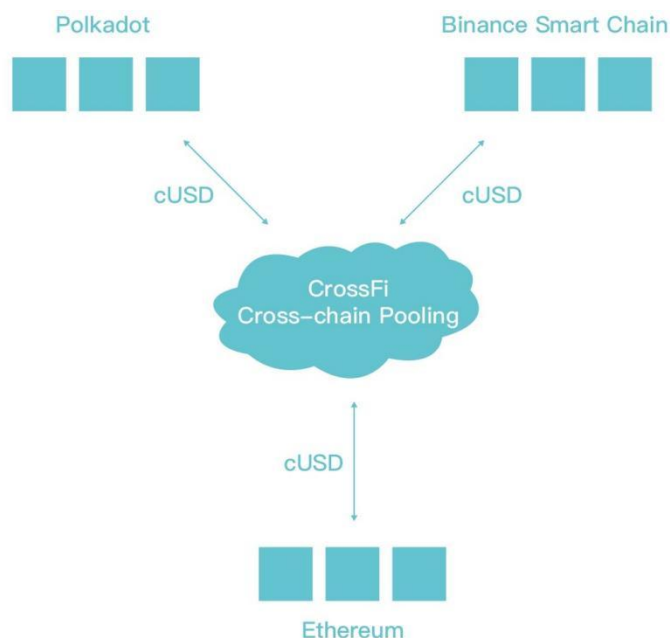 Polkadot
Binance Smart Chain
cUSD
cUSD
CrossFi
Cross-chain Pooling
cUSD
Ethereum